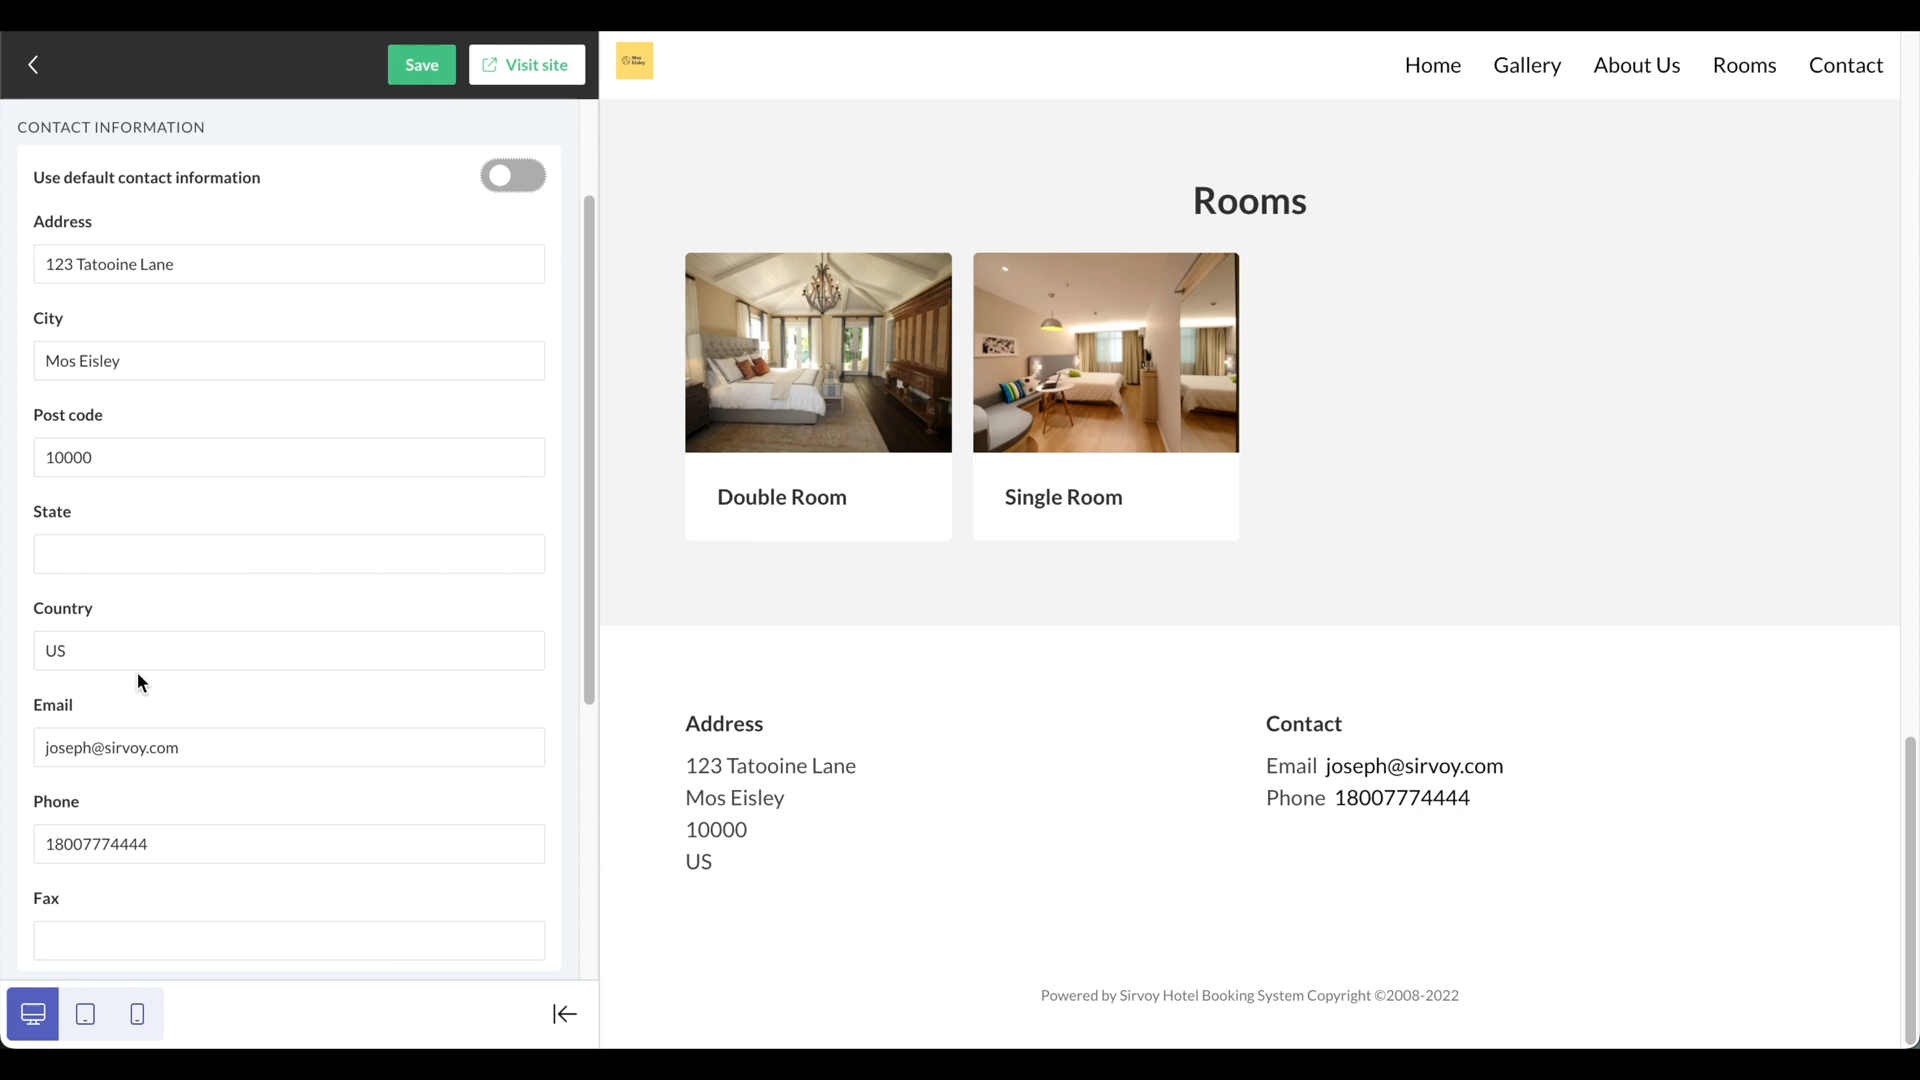 Save
Visit site
CONTACT INFORMATION
Use default contact information
Address
123 Tatooine Lane
City
Mos Eisley
Post code
10000
State
Country
US
Email
joseph@sirvoy.com
Phone
18007774444
Fax
Mos
Eisley
Home
Gallery
About Us
Rooms
Contact
Rooms
Double Room
Single Room
Address
123 Tatooine Lane
Mos Eisley
10000
US
Contact
Email joseph@sirvoy.com
Phone 18007774444
Powered by Sirvoy Hotel Booking System Copyright ©2008-2022